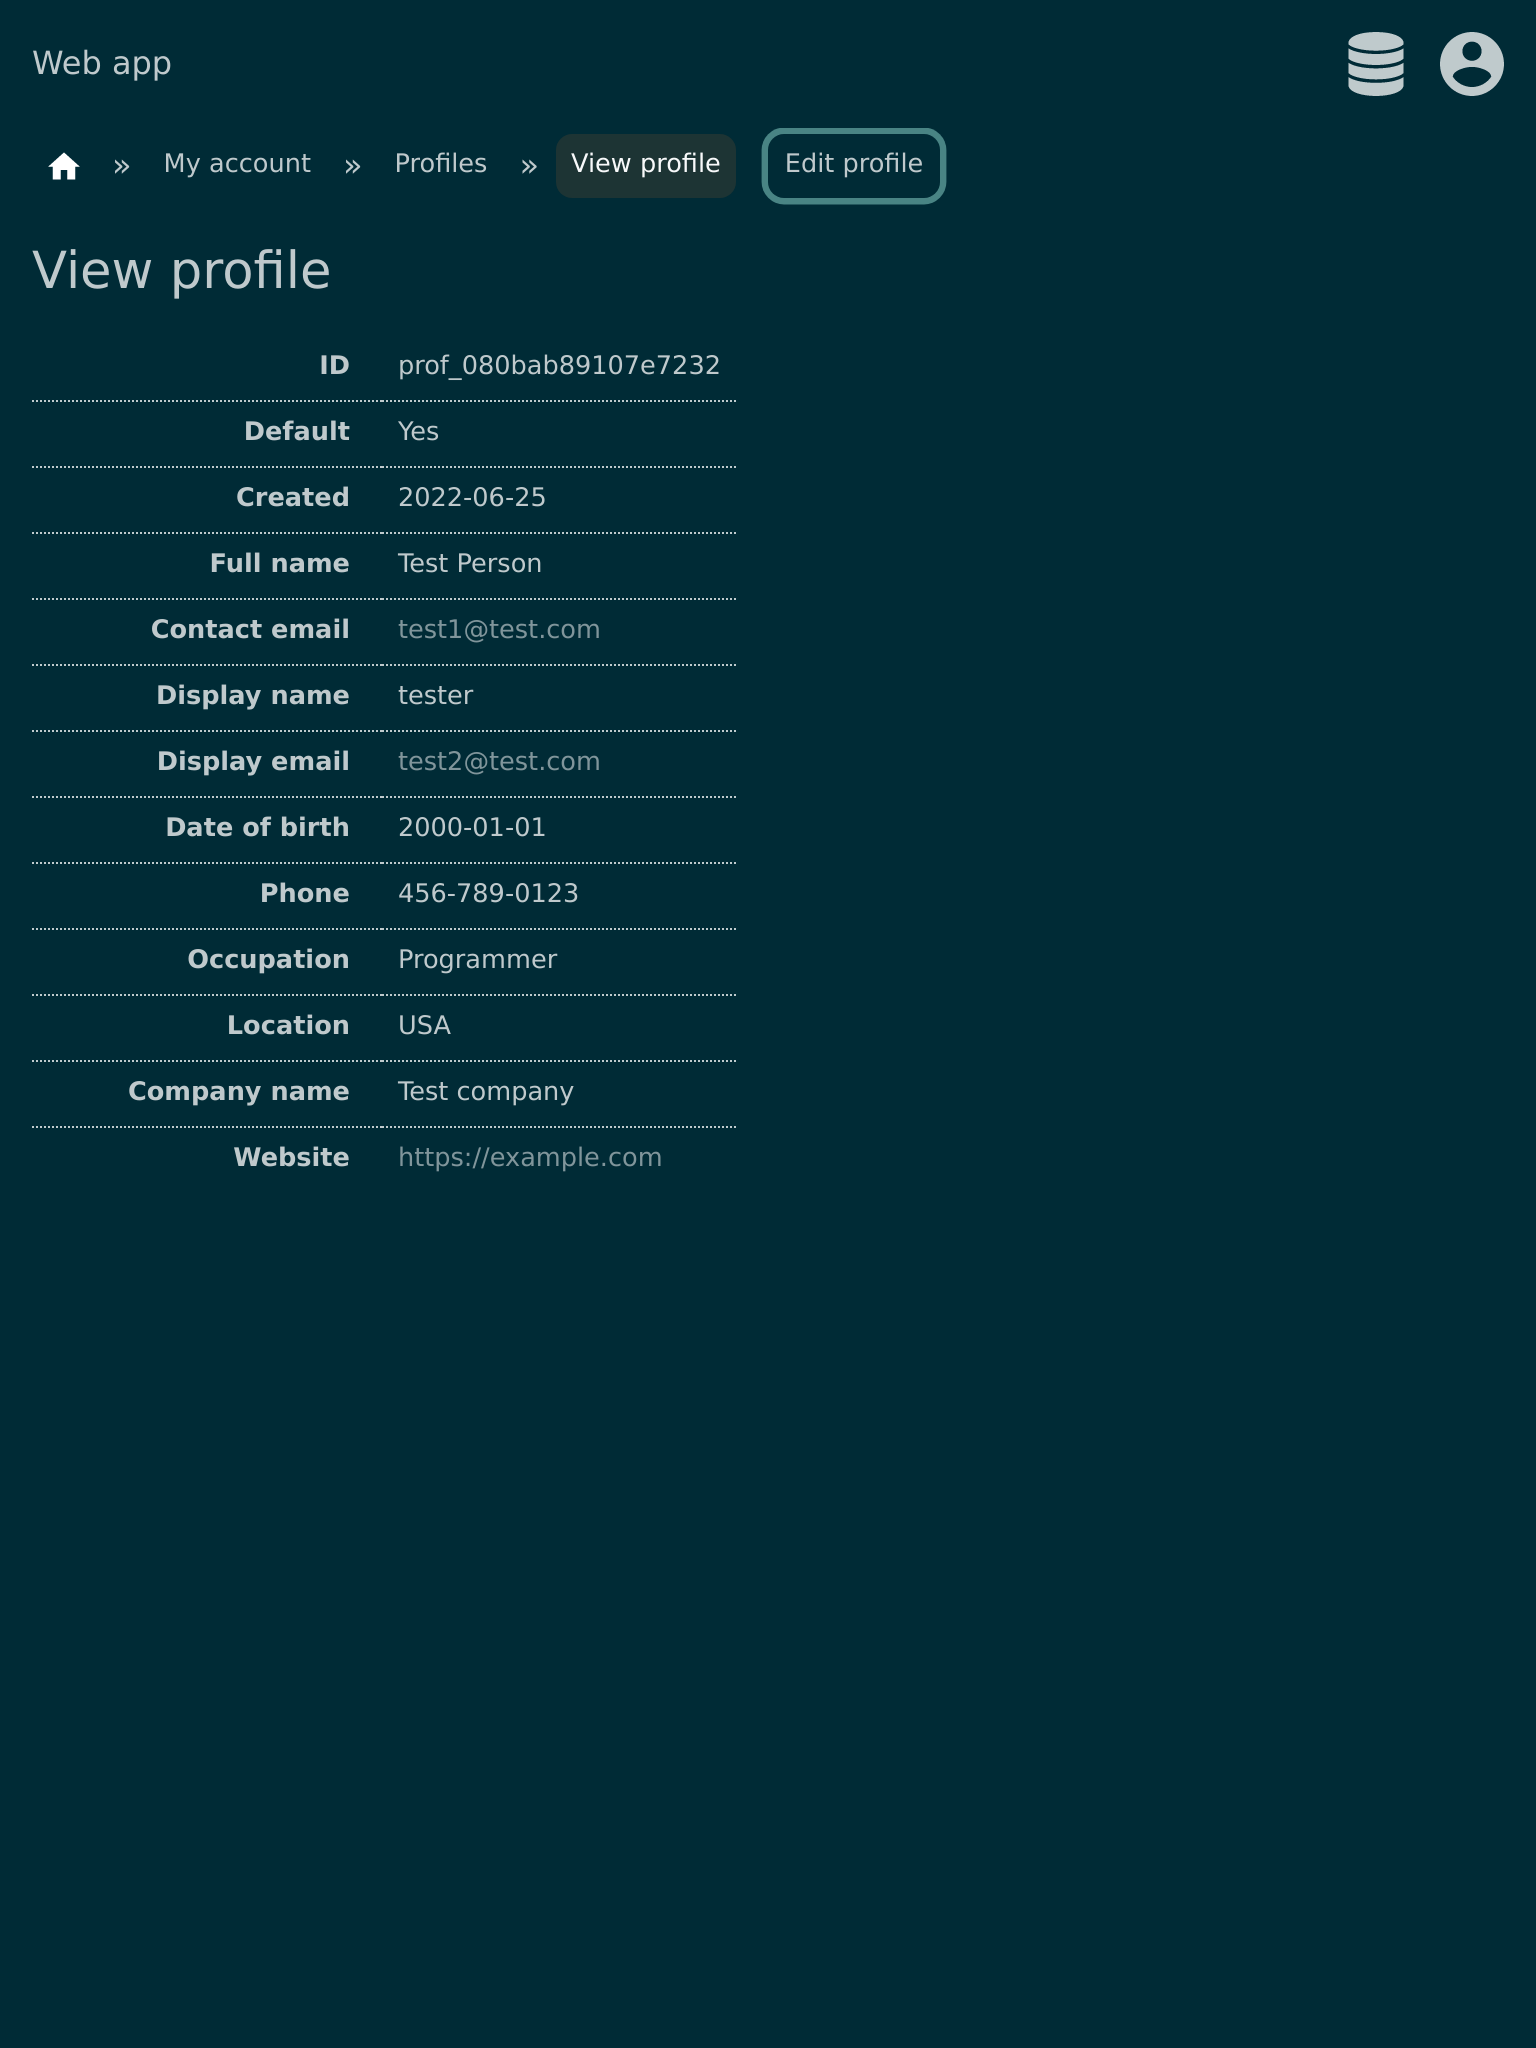 Web app
» My account » Profiles » View profile Edit profile
View profile
ID prof_080bab89107e7232
Default Yes
Created 2022-06-25
Full name Test Person
Contact email test1@test.com
Display name tester
Display email test2@test.com
Date of birth 2000-01-01
Phone 456-789-0123
Occupation Programmer
Location USA
Company name Test company
Website https://example.com